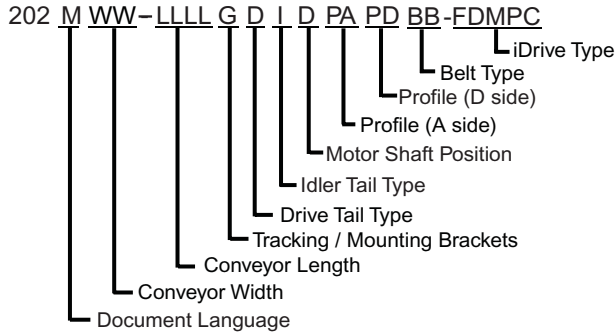 202 M WW-LLLL G D I D PA PD BB -FDMPC
iDrive Type
Belt Type
Profile (D side)
Profile (A side)
Motor Shaft Position
Idler Tail Type
Drive Tail Type
Tracking / Mounting Brackets
Conveyor Length
Conveyor Width
Document Language